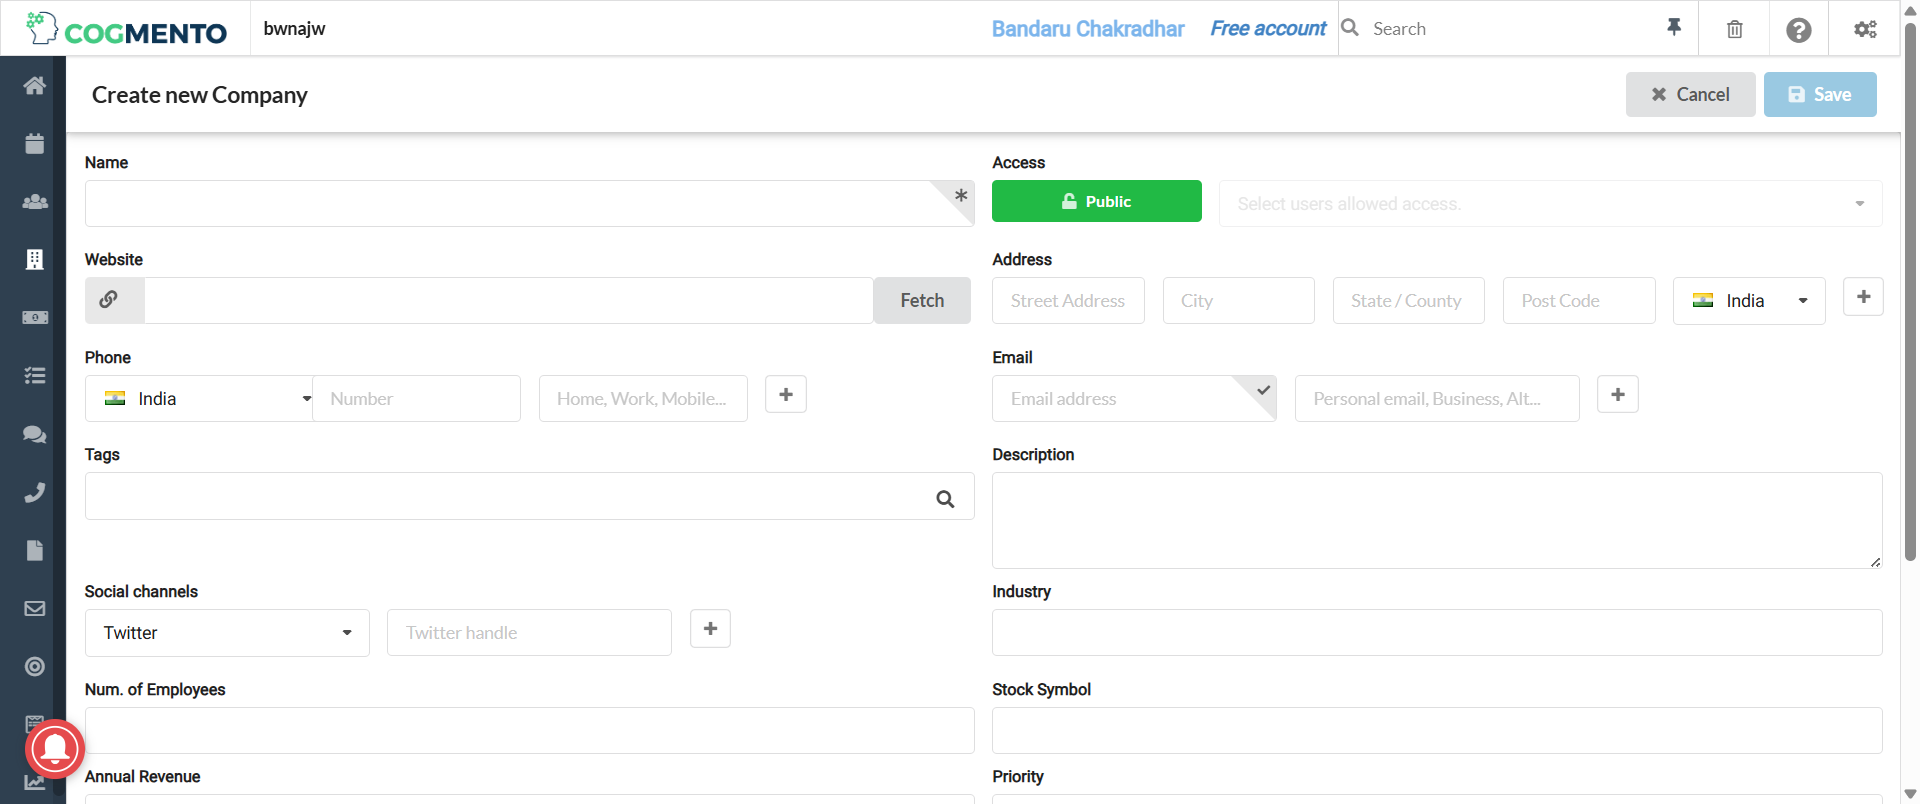 COGMENTO
bwnajw
Bandaru Chakradhar
Free account
Search
Create new Company
Cancel
Save
Name
Access
Public
Select users allowed access.
Website
Fetch
Address
Street Address
City
State / County
Post Code
India
Phone
India
Number
Home, Work, Mobile...
Email
Email address
Personal email, Business, Alt...
Tags
Description
Social channels
Twitter
Twitter handle
Industry
Num. of Employees
Stock Symbol
Annual Revenue
Priority